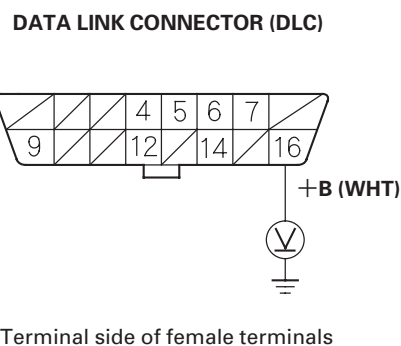 DATA LINK CONNECTOR (DLC)
4 5 6 7
9 12 14 16
+B (WHT)
V
Terminal side of female terminals